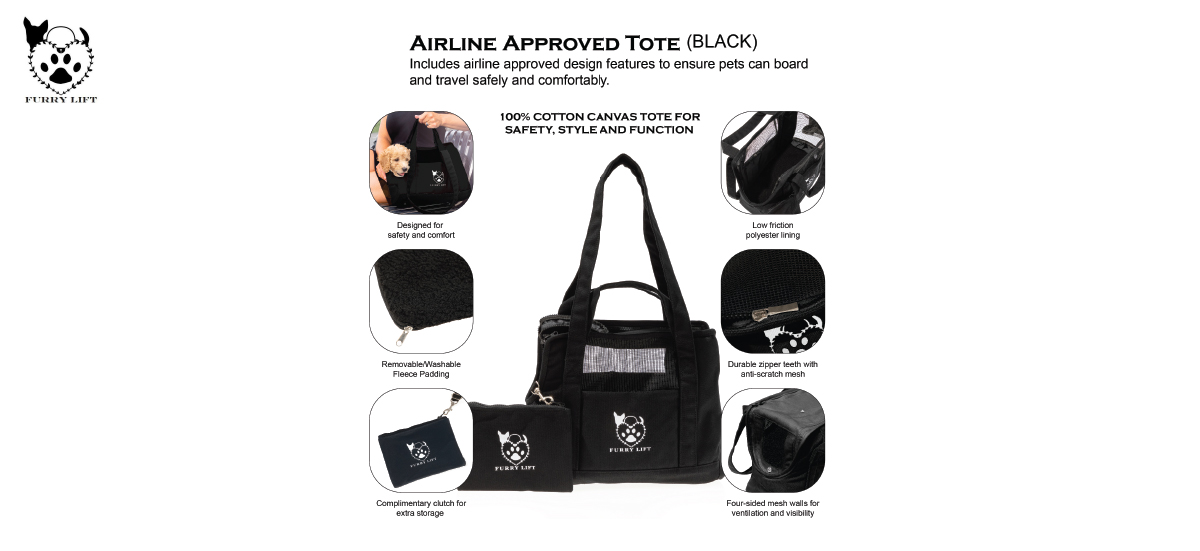 FURRY LIFT
AIRLINE APPROVED TOTE (BLACK)
Includes airline approved design features to ensure pets can board
and travel safely and comfortably.
100% COTTON CANVAS TOTE FOR
SAFETY, STYLE AND FUNCTION
Designed for
safety and comfort
Low friction
polyester lining
Removable/Washable
Fleece Padding
Durable zipper teeth with
anti-scratch mesh
FURRY LIFT
FURRY LIFT
FURRY LIFT
Complimentary clutch for
extra storage
Four-sided mesh walls for
ventilation and visibility